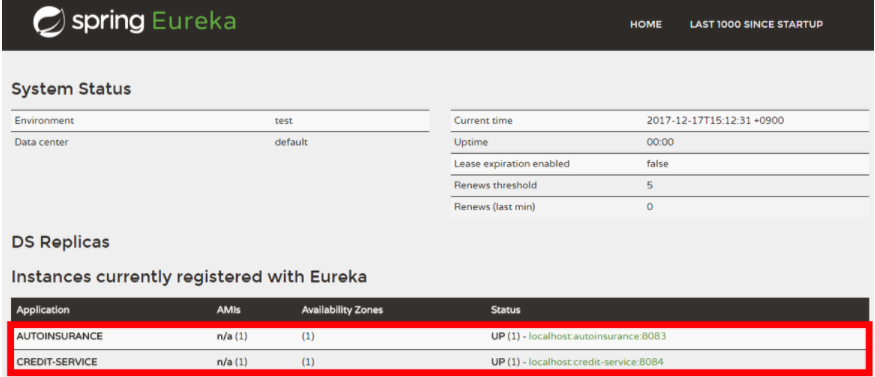 spring Eureka
HOME LAST 1000 SINCE STARTUP
System Status
Environment test
Data center default
Current time 2017-12-17T15:12:31 +0900
Uptime 00:00
Lease expiration enabled false
Renews threshold 5
Renews (last min) 0
DS Replicas
Instances currently registered with Eureka
Application AMIs Availability Zones Status
AUTOINSURANCE n/a (1) (1) UP (1) - localhost:autoinsurance:8083
CREDIT-SERVICE n/a (1) (1) UP (1) - localhost:credit-service:8084